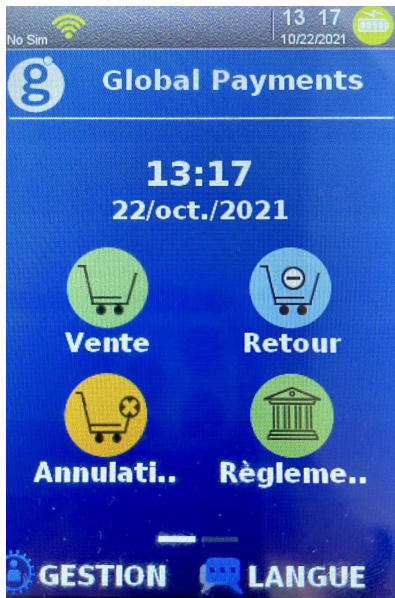 No Sim
13 17
10/22/2021
g
Global Payments
13:17
22/oct./2021
Vente
Retour
Annulati..
Règleme..
GESTION
LANGUE